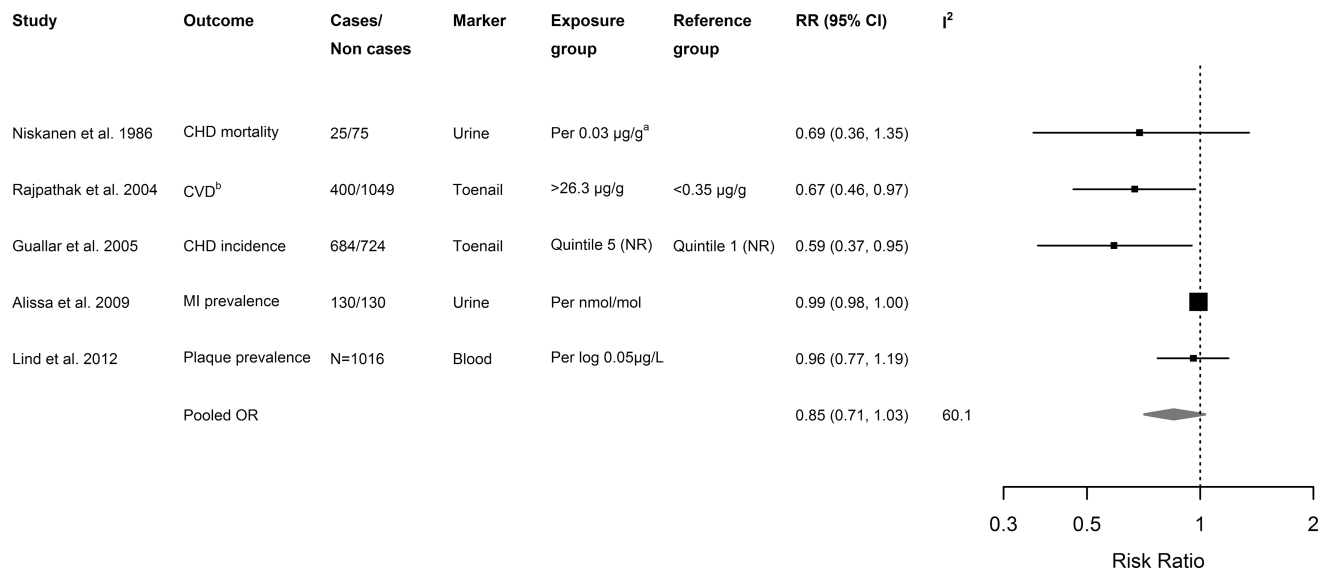 Study Outcome Cases/ Marker Exposure Reference RR (95% CI) I²
Non cases group group
Niskanen et al. 1986 CHD mortality 25/75 Urine Per 0.03 µg/gᵃ 0.69 (0.36, 1.35)
Rajpathak et al. 2004 CVDᵇ 400/1049 Toenail >26.3 µg/g <0.35 µg/g 0.67 (0.46, 0.97)
Guallar et al. 2005 CHD incidence 684/724 Toenail Quintile 5 (NR) Quintile 1 (NR) 0.59 (0.37, 0.95)
Alissa et al. 2009 MI prevalence 130/130 Urine Per nmol/mol 0.99 (0.98, 1.00)
Lind et al. 2012 Plaque prevalence N=1016 Blood Per log 0.05µg/L 0.96 (0.77, 1.19)
Pooled OR 0.85 (0.71, 1.03) 60.1
0.3 0.5 1 2
Risk Ratio